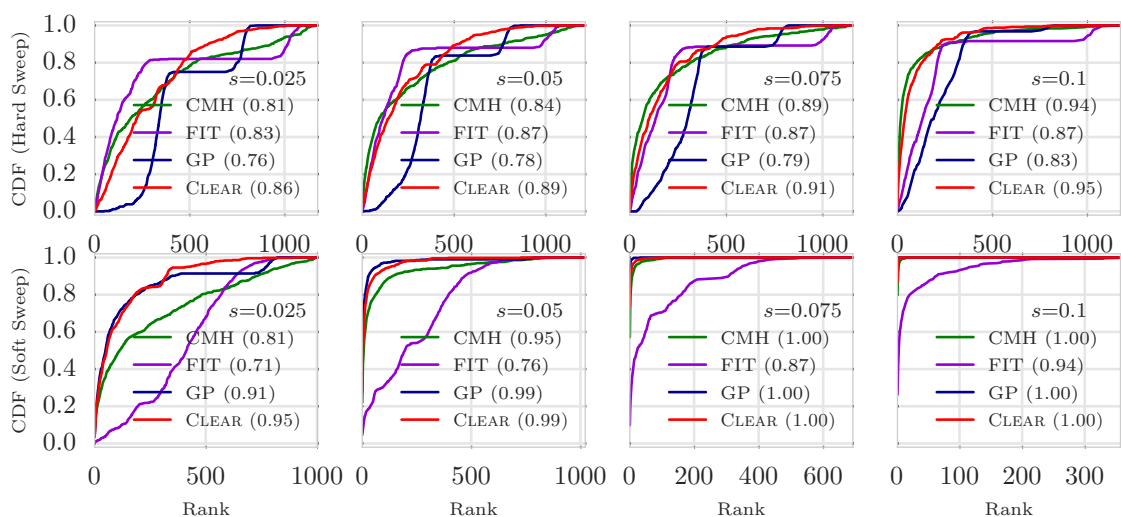 CDF (Hard Sweep)
1.0
0.8
0.6
0.4
0.2
0.0
s=0.025
CMH (0.81)
FIT (0.83)
GP (0.76)
CLEAR (0.86)
0 500 1000
s=0.05
CMH (0.84)
FIT (0.87)
GP (0.78)
CLEAR (0.89)
0 500 1000
s=0.075
CMH (0.89)
FIT (0.87)
GP (0.79)
CLEAR (0.91)
0 500 1000
s=0.1
CMH (0.94)
FIT (0.87)
GP (0.83)
CLEAR (0.95)
0 500 1000
CDF (Soft Sweep)
1.0
0.8
0.6
0.4
0.2
0.0
s=0.025
CMH (0.81)
FIT (0.71)
GP (0.91)
CLEAR (0.95)
0 500 1000
Rank
s=0.05
CMH (0.95)
FIT (0.76)
GP (0.99)
CLEAR (0.99)
0 500 1000
Rank
s=0.075
CMH (1.00)
FIT (0.87)
GP (1.00)
CLEAR (1.00)
0 200 400 600
Rank
s=0.1
CMH (1.00)
FIT (0.94)
GP (1.00)
CLEAR (1.00)
0 100 200 300
Rank